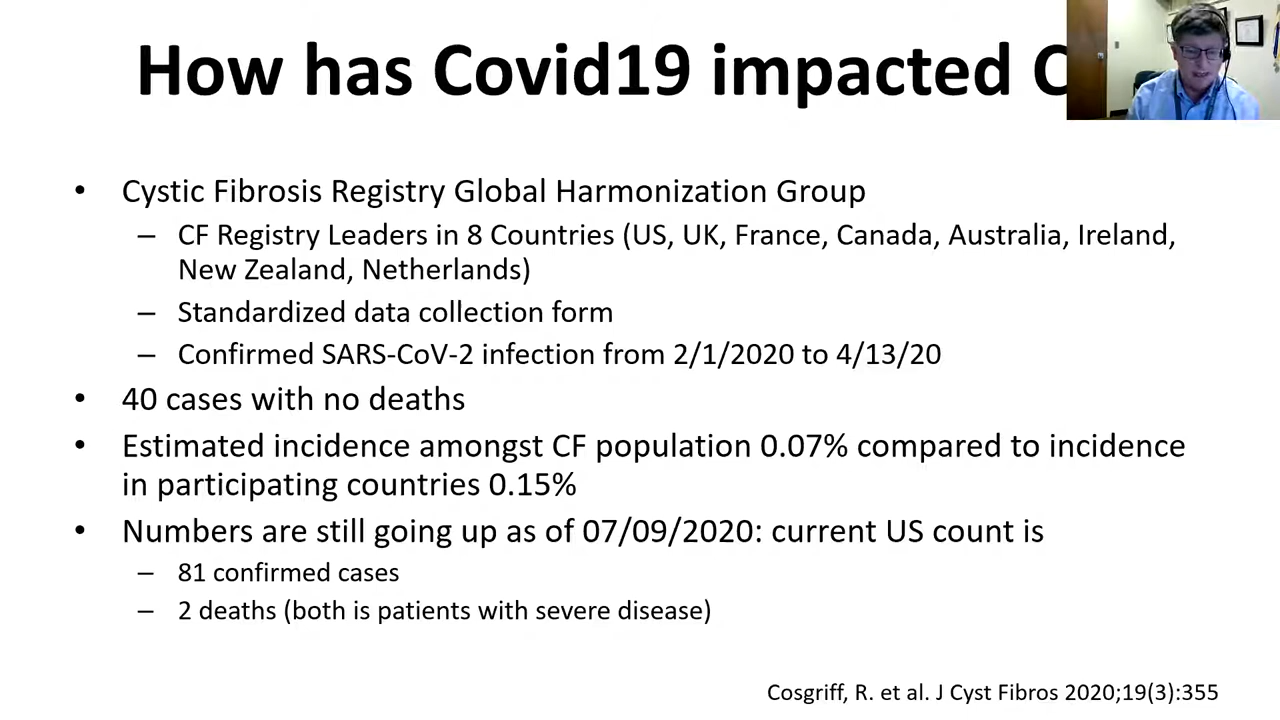 How has Covid19 impacted C
• Cystic Fibrosis Registry Global Harmonization Group
– CF Registry Leaders in 8 Countries (US, UK, France, Canada, Australia, Ireland,
New Zealand, Netherlands)
– Standardized data collection form
– Confirmed SARS-CoV-2 infection from 2/1/2020 to 4/13/20
• 40 cases with no deaths
• Estimated incidence amongst CF population 0.07% compared to incidence
in participating countries 0.15%
• Numbers are still going up as of 07/09/2020: current US count is
– 81 confirmed cases
– 2 deaths (both is patients with severe disease)
Cosgriff, R. et al. J Cyst Fibros 2020;19(3):355